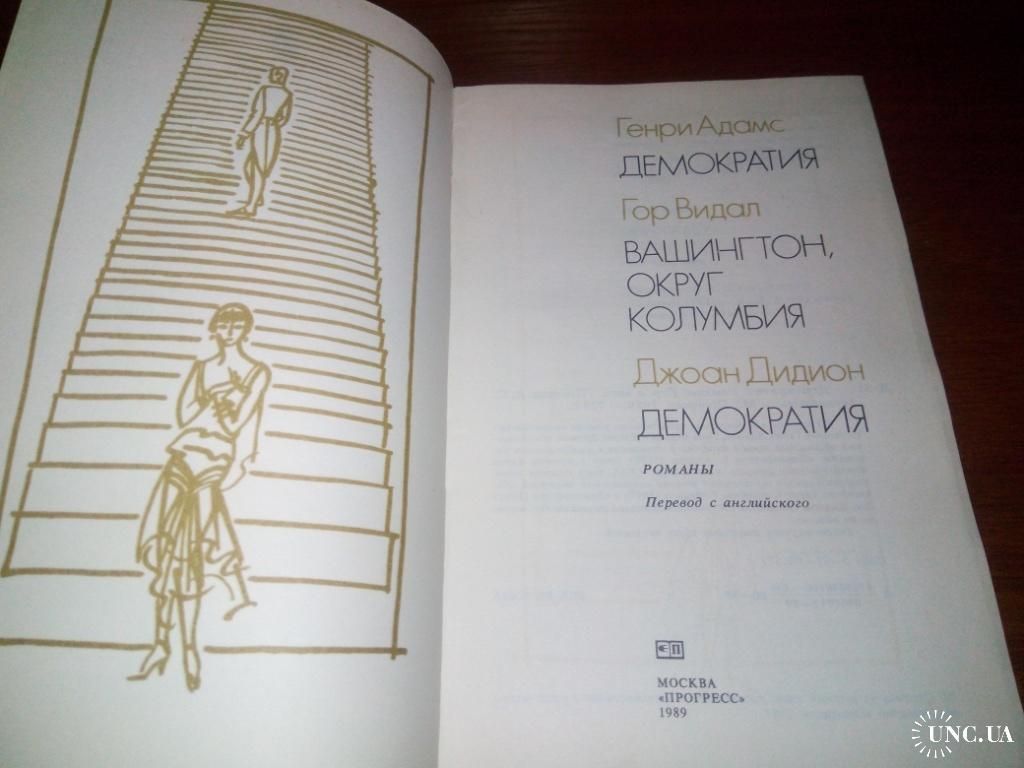 Генри Адамс
ДЕМОКРАТИЯ
Гор Видал
ВАШИНГТОН,
ОКРУГ
КОЛУМБИЯ
Джоан Дидион
ДЕМОКРАТИЯ
РОМАНЫ
Перевод с английского
МОСКВА
«ПРОГРЕСС»
1989
UNC.UA